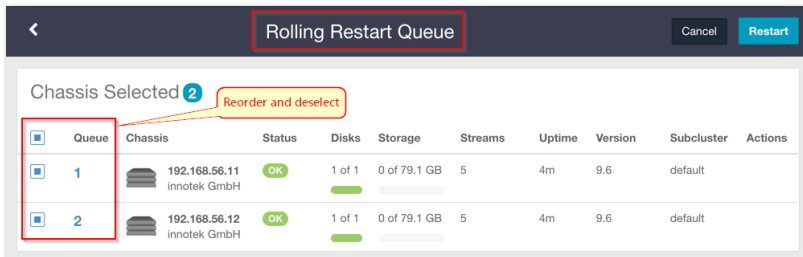 Rolling Restart Queue
Cancel
Restart
Chassis Selected 2
Reorder and deselect
Queue Chassis Status Disks Storage Streams Uptime Version Subcluster Actions
1 192.168.56.11 OK 1 of 1 0 of 79.1 GB 5 4m 9.6 default
innotek GmbH
2 192.168.56.12 OK 1 of 1 0 of 79.1 GB 5 4m 9.6 default
innotek GmbH